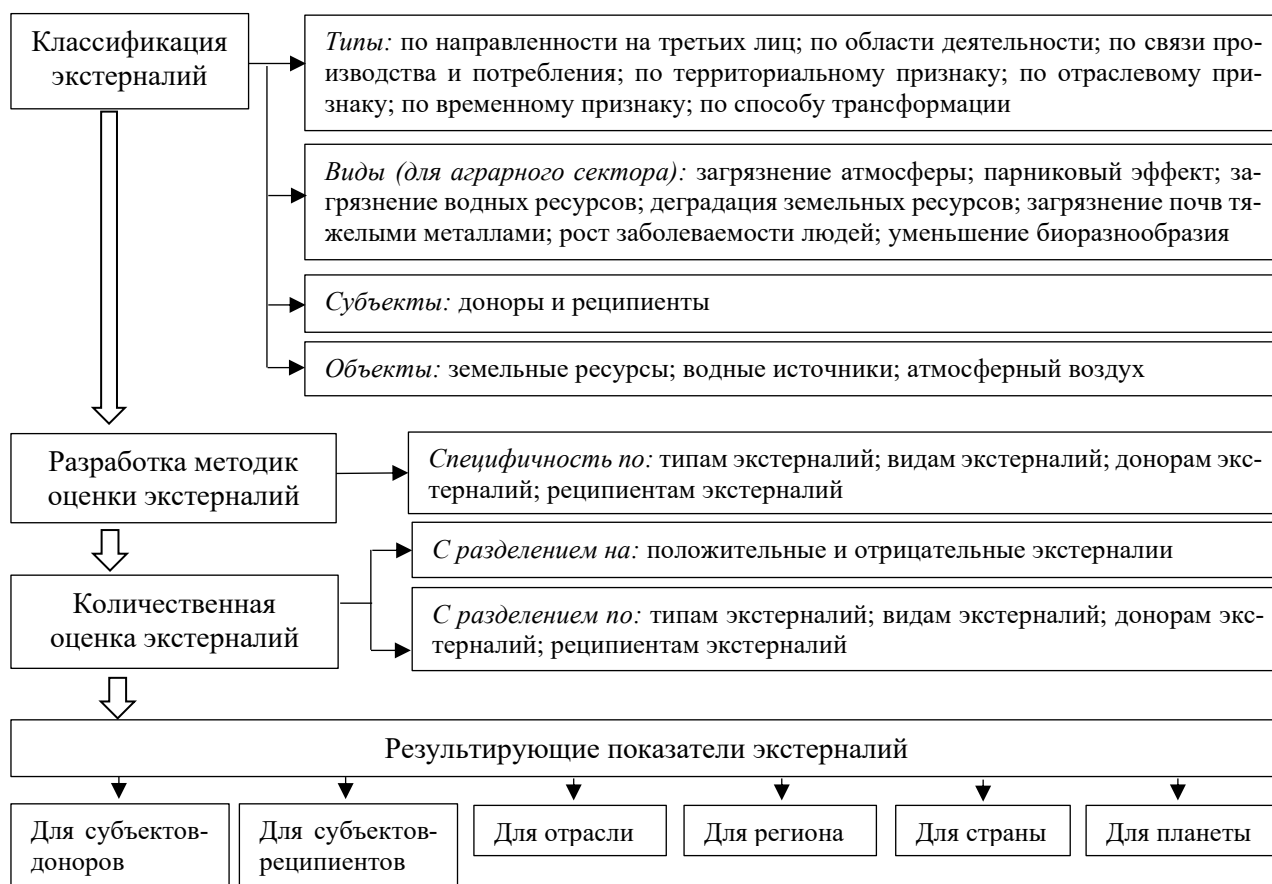 Классификация
экстерналий
Типы: по направленности на третьих лиц; по области деятельности; по связи про-
изводства и потребления; по территориальному признаку; по отраслевому при-
знаку; по временному признаку; по способу трансформации
Виды (для аграрного сектора): загрязнение атмосферы; парниковый эффект; за-
грязнение водных ресурсов; деградация земельных ресурсов; загрязнение почв тя-
желыми металлами; рост заболеваемости людей; уменьшение биоразнообразия
Субъекты: доноры и реципиенты
Объекты: земельные ресурсы; водные источники; атмосферный воздух
Разработка методик
оценки экстерналий
Специфичность по: типам экстерналий; видам экстерналий; донорам экс-
терналий; реципиентам экстерналий
Количественная
оценка экстерналий
С разделением на: положительные и отрицательные экстерналии
С разделением по: типам экстерналий; видам экстерналий; донорам экс-
терналий; реципиентам экстерналий
Результирующие показатели экстерналий
Для субъектов-
доноров
Для субъектов-
реципиентов
Для отрасли
Для региона
Для страны
Для планеты